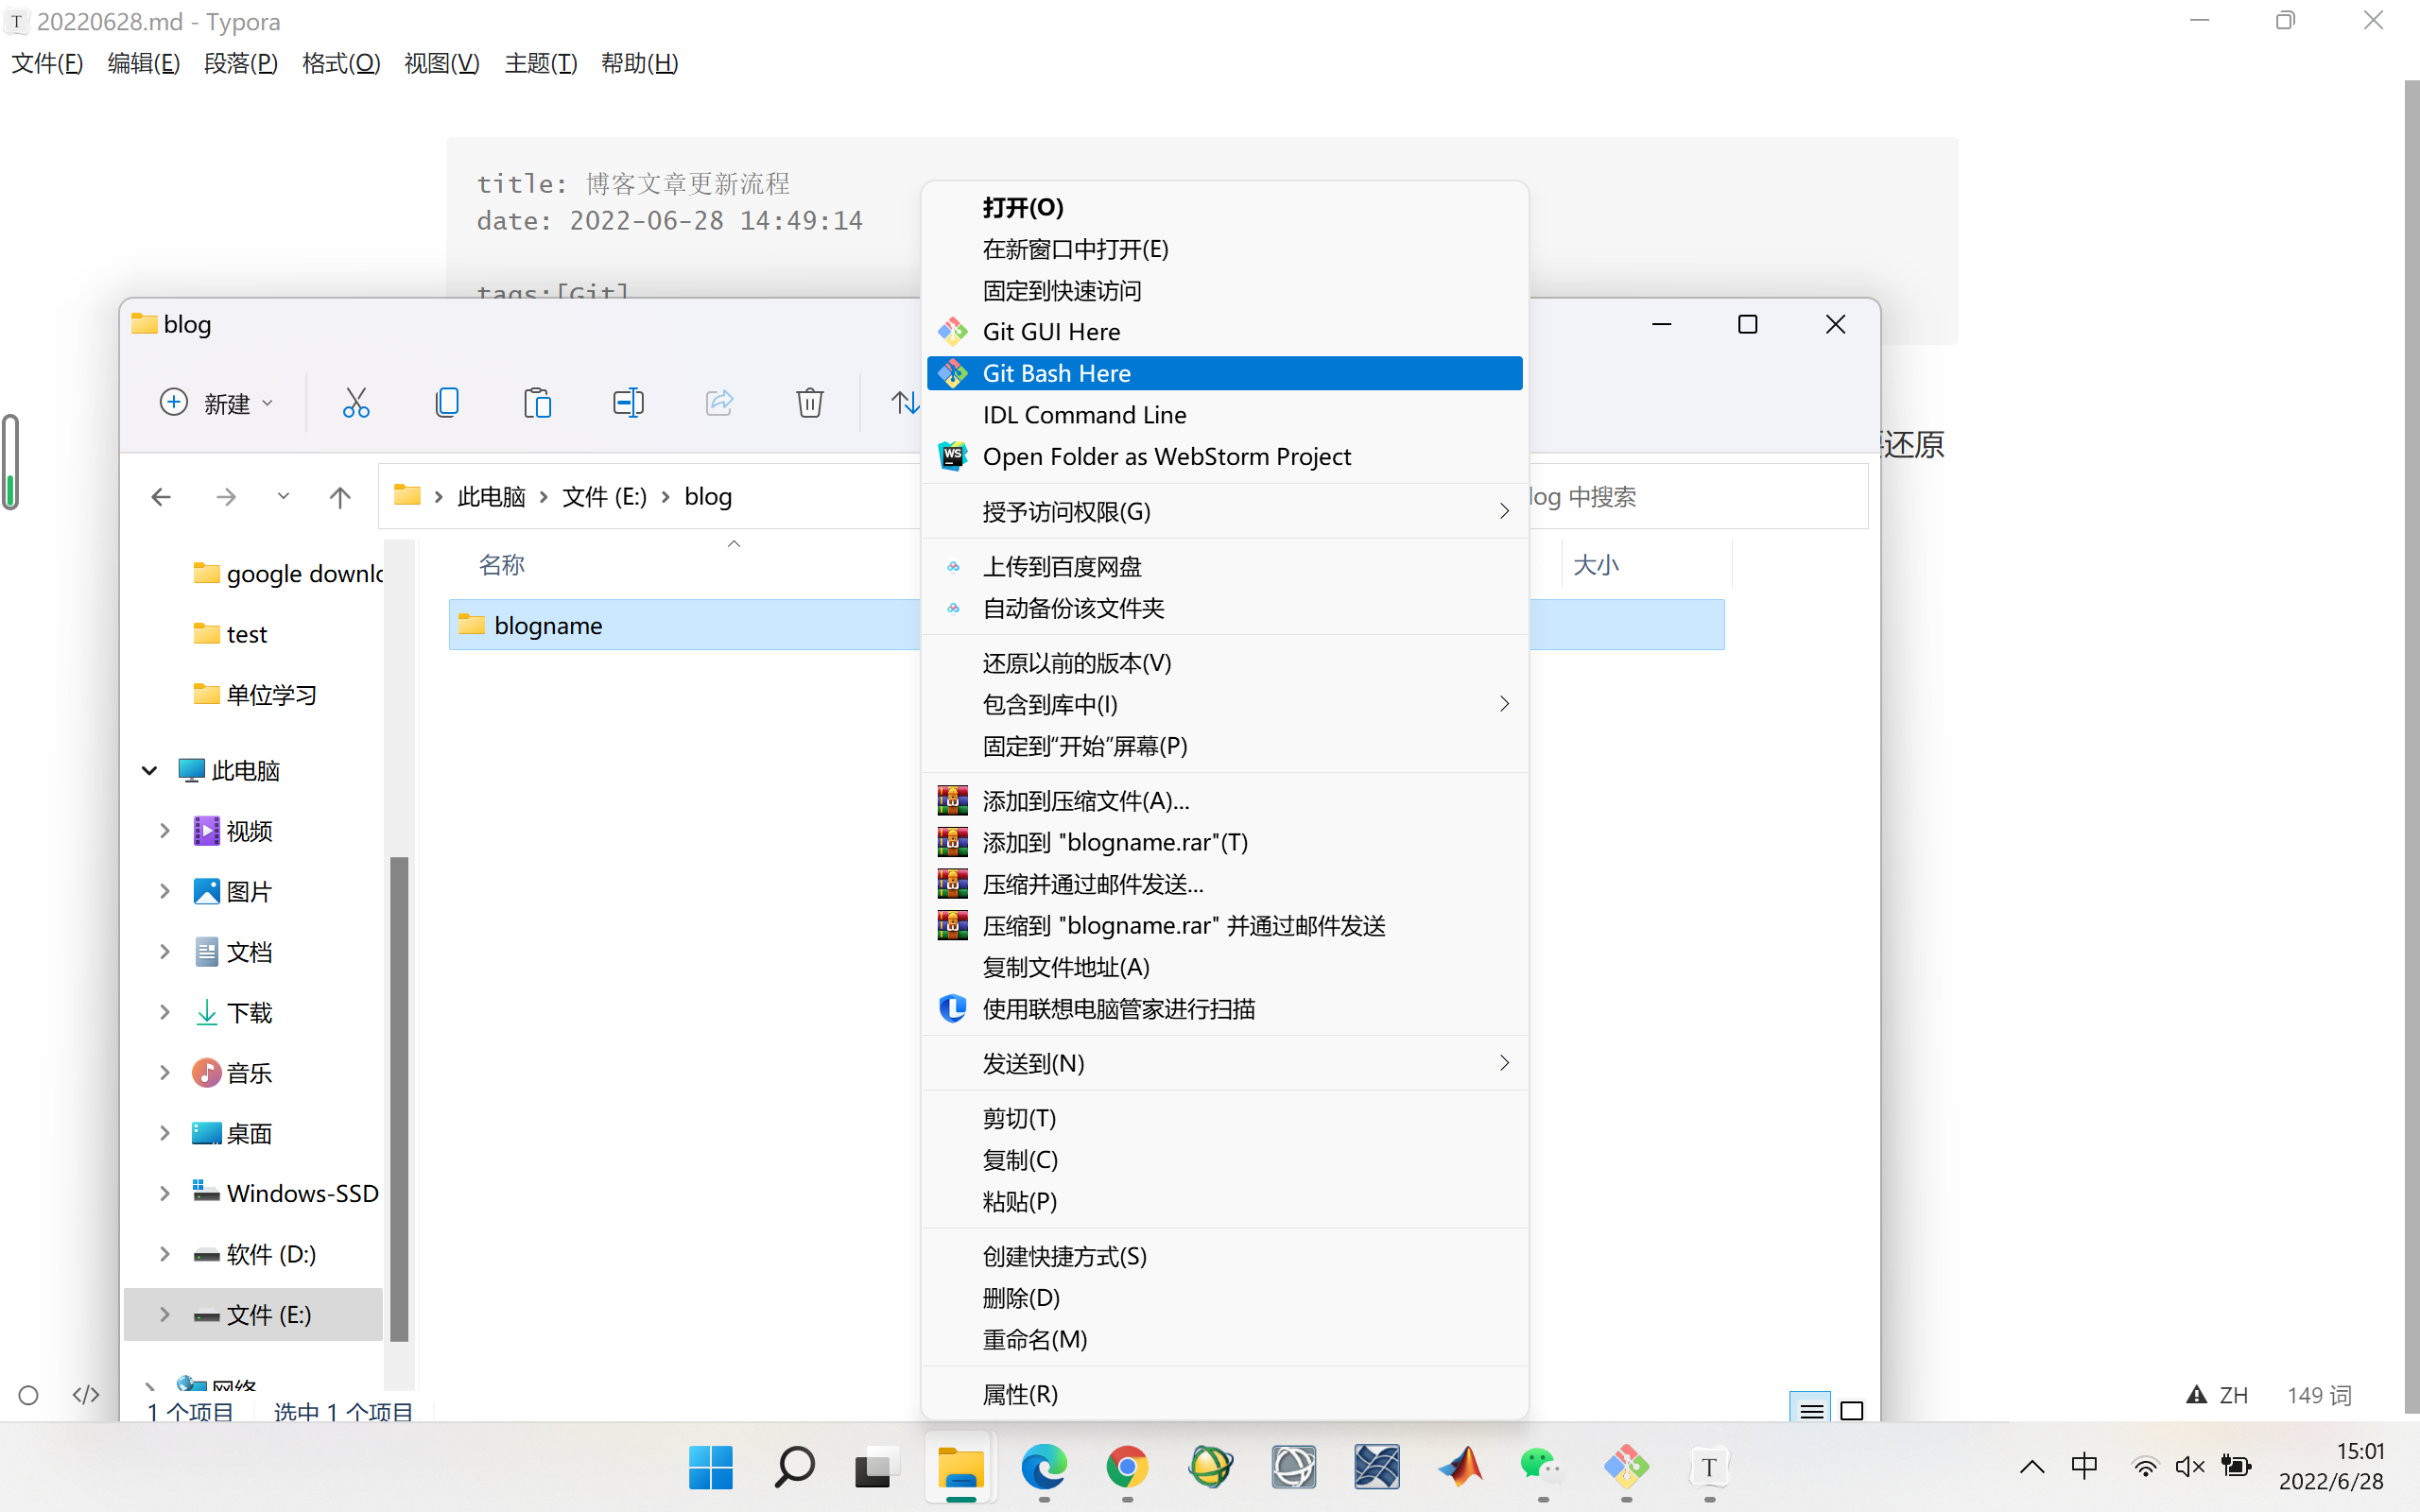 20220628.md - Typora
文件(F) 编辑(E) 段落(P) 格式(O) 视图(V) 主题(T) 帮助(H)
title: 博客文章更新流程
date: 2022-06-28 14:49:14
tags:[Git]
还原
blog
新建
此电脑 文件 (E:) blog
log 中搜索
名称
大小
blogname
google downlo
test
单位学习
此电脑
视频
图片
文档
下载
音乐
桌面
Windows-SSD
软件 (D:)
文件 (E:)
网络
1 个项目 选中 1 个项目
打开(O)
在新窗口中打开(E)
固定到快速访问
Git GUI Here
Git Bash Here
IDL Command Line
WS
Open Folder as WebStorm Project
授予访问权限(G)
上传到百度网盘
自动备份该文件夹
还原以前的版本(V)
包含到库中(I)
固定到“开始”屏幕(P)
添加到压缩文件(A)...
添加到 "blogname.rar"(T)
压缩并通过邮件发送...
压缩到 "blogname.rar" 并通过邮件发送
复制文件地址(A)
使用联想电脑管家进行扫描
发送到(N)
剪切(T)
复制(C)
粘贴(P)
创建快捷方式(S)
删除(D)
重命名(M)
属性(R)
ZH 149 词
中
15:01
2022/6/28